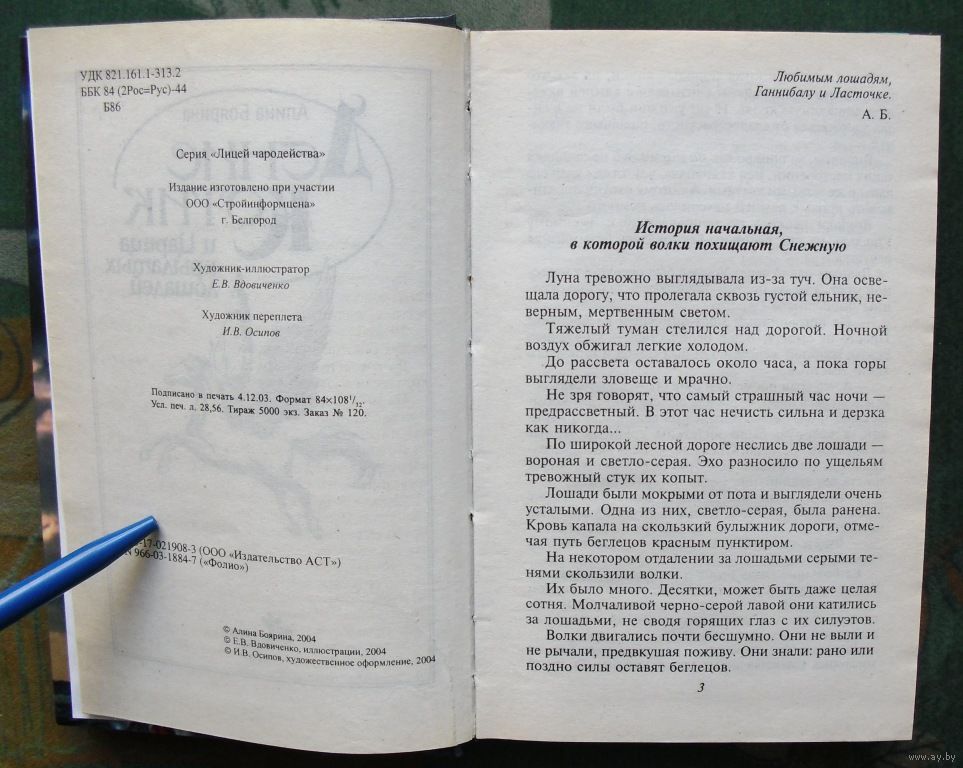 УДК 821.161.1-313.2
ББК 84 (2Рос=Рус)-44
Б86
Серия «Лицей чародейства»
Издание изготовлено при участии
ООО «Стройинформцена»
г. Белгород
Художник-иллюстратор
Е.В. Вдовиченко
Художник переплета
И.В. Осипов
Подписано в печать 4.12.03. Формат 84×108 1/32.
Усл. печ. л. 28,56. Тираж 5000 экз. Заказ № 120.
17-021908-3 (ООО «Издательство АСТ»)
N 966-03-1884-7 («Фолио»)
© Алина Боярина, 2004
© Е.В. Вдовиченко, иллюстрации, 2004
© И.В. Осипов, художественное оформление, 2004
Любимым лошадям,
Ганнибалу и Ласточке.
А. Б.
История начальная,
в которой волки похищают Снежную
Луна тревожно выглядывала из-за туч. Она осве-
щала дорогу, что пролегала сквозь густой ельник, не-
верным, мертвенным светом.
Тяжелый туман стелился над дорогой. Ночной
воздух обжигал легкие холодом.
До рассвета оставалось около часа, а пока горы
выглядели зловеще и мрачно.
Не зря говорят, что самый страшный час ночи —
предрассветный. В этот час нечисть сильна и дерзка
как никогда...
По широкой лесной дороге неслись две лошади —
вороная и светло-серая. Эхо разносило по ущельям
тревожный стук их копыт.
Лошади были мокрыми от пота и выглядели очень
усталыми. Одна из них, светло-серая, была ранена.
Кровь капала на скользкий булыжник дороги, отме-
чая путь беглецов красным пунктиром.
На некотором отдалении за лошадьми серыми те-
нями скользили волки.
Их было много. Десятки, может быть даже целая
сотня. Молчаливой черно-серой лавой они катились
за лошадьми, не сводя горящих глаз с их силуэтов.
Волки двигались почти бесшумно. Они не выли и
не рычали, предвкушая поживу. Они знали: рано или
поздно силы оставят беглецов.
3
www.ay.by